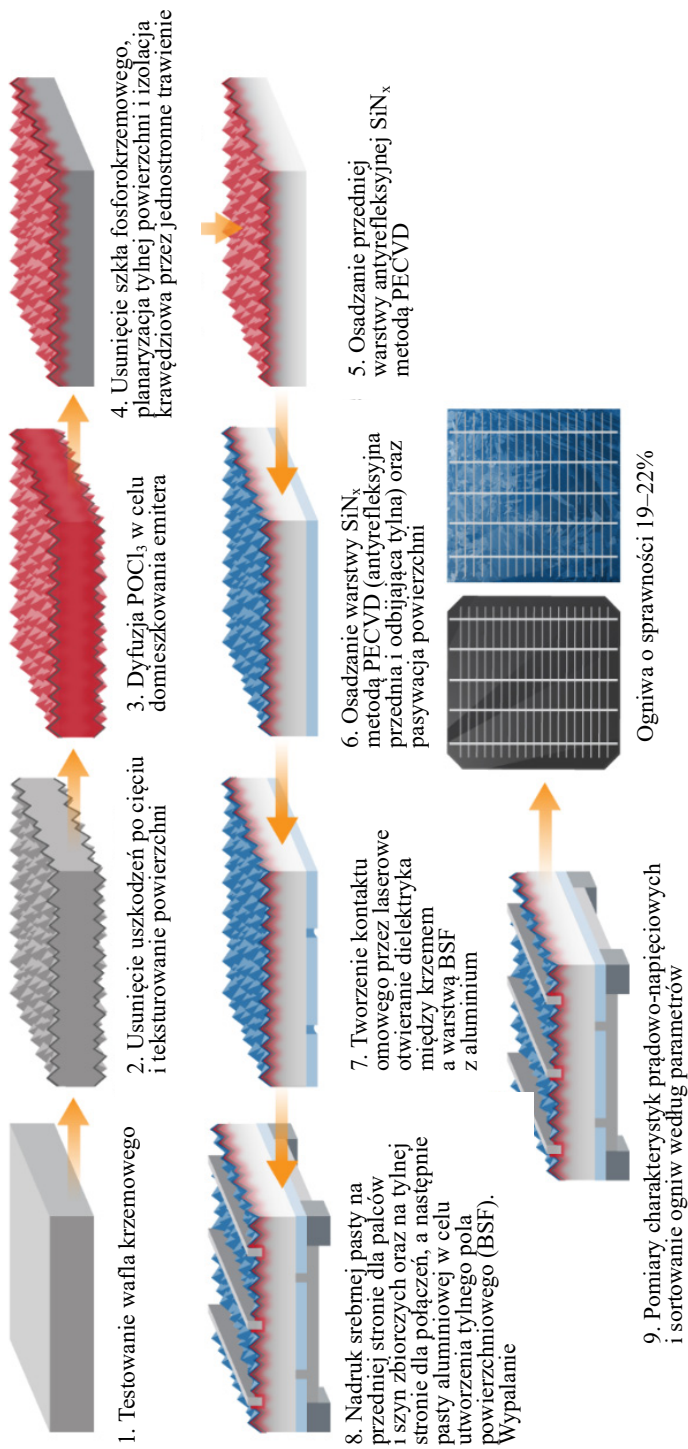 1. Testowanie wafla krzemowego
2. Usunięcie uszkodzeń po cięciu
i teksturowanie powierzchni
3. Dyfuzja POCl₃ w celu
domieszkowania emitera
4. Usunięcie szkła fosforokrzemowego,
planaryzacja tylnej powierzchni i izolacja
krawędziowa przez jednostronne trawienie
5. Osadzanie przedniej
warstwy antyrefleksyjnej SiNₓ
metodą PECVD
6. Osadzanie warstwy SiNₓ
metodą PECVD (antyrefleksyjna
przednia i odbijająca tylna) oraz
pasywacja powierzchni
7. Tworzenie kontaktu
omowego przez laserowe
otwieranie dielektryka
między krzemem
a warstwą BSF
z aluminium
8. Nadruk srebrnej pasty na
przedniej stronie dla palców
i szyn zbiorczych oraz na tylnej
stronie dla połączeń, a następnie
pasty aluminiowej w celu
utworzenia tylnego pola
powierzchniowego (BSF).
Wypalanie
9. Pomiary charakterystyk prądowo-napięciowych
i sortowanie ogniw według parametrów
Ogniwa o sprawności 19–22%